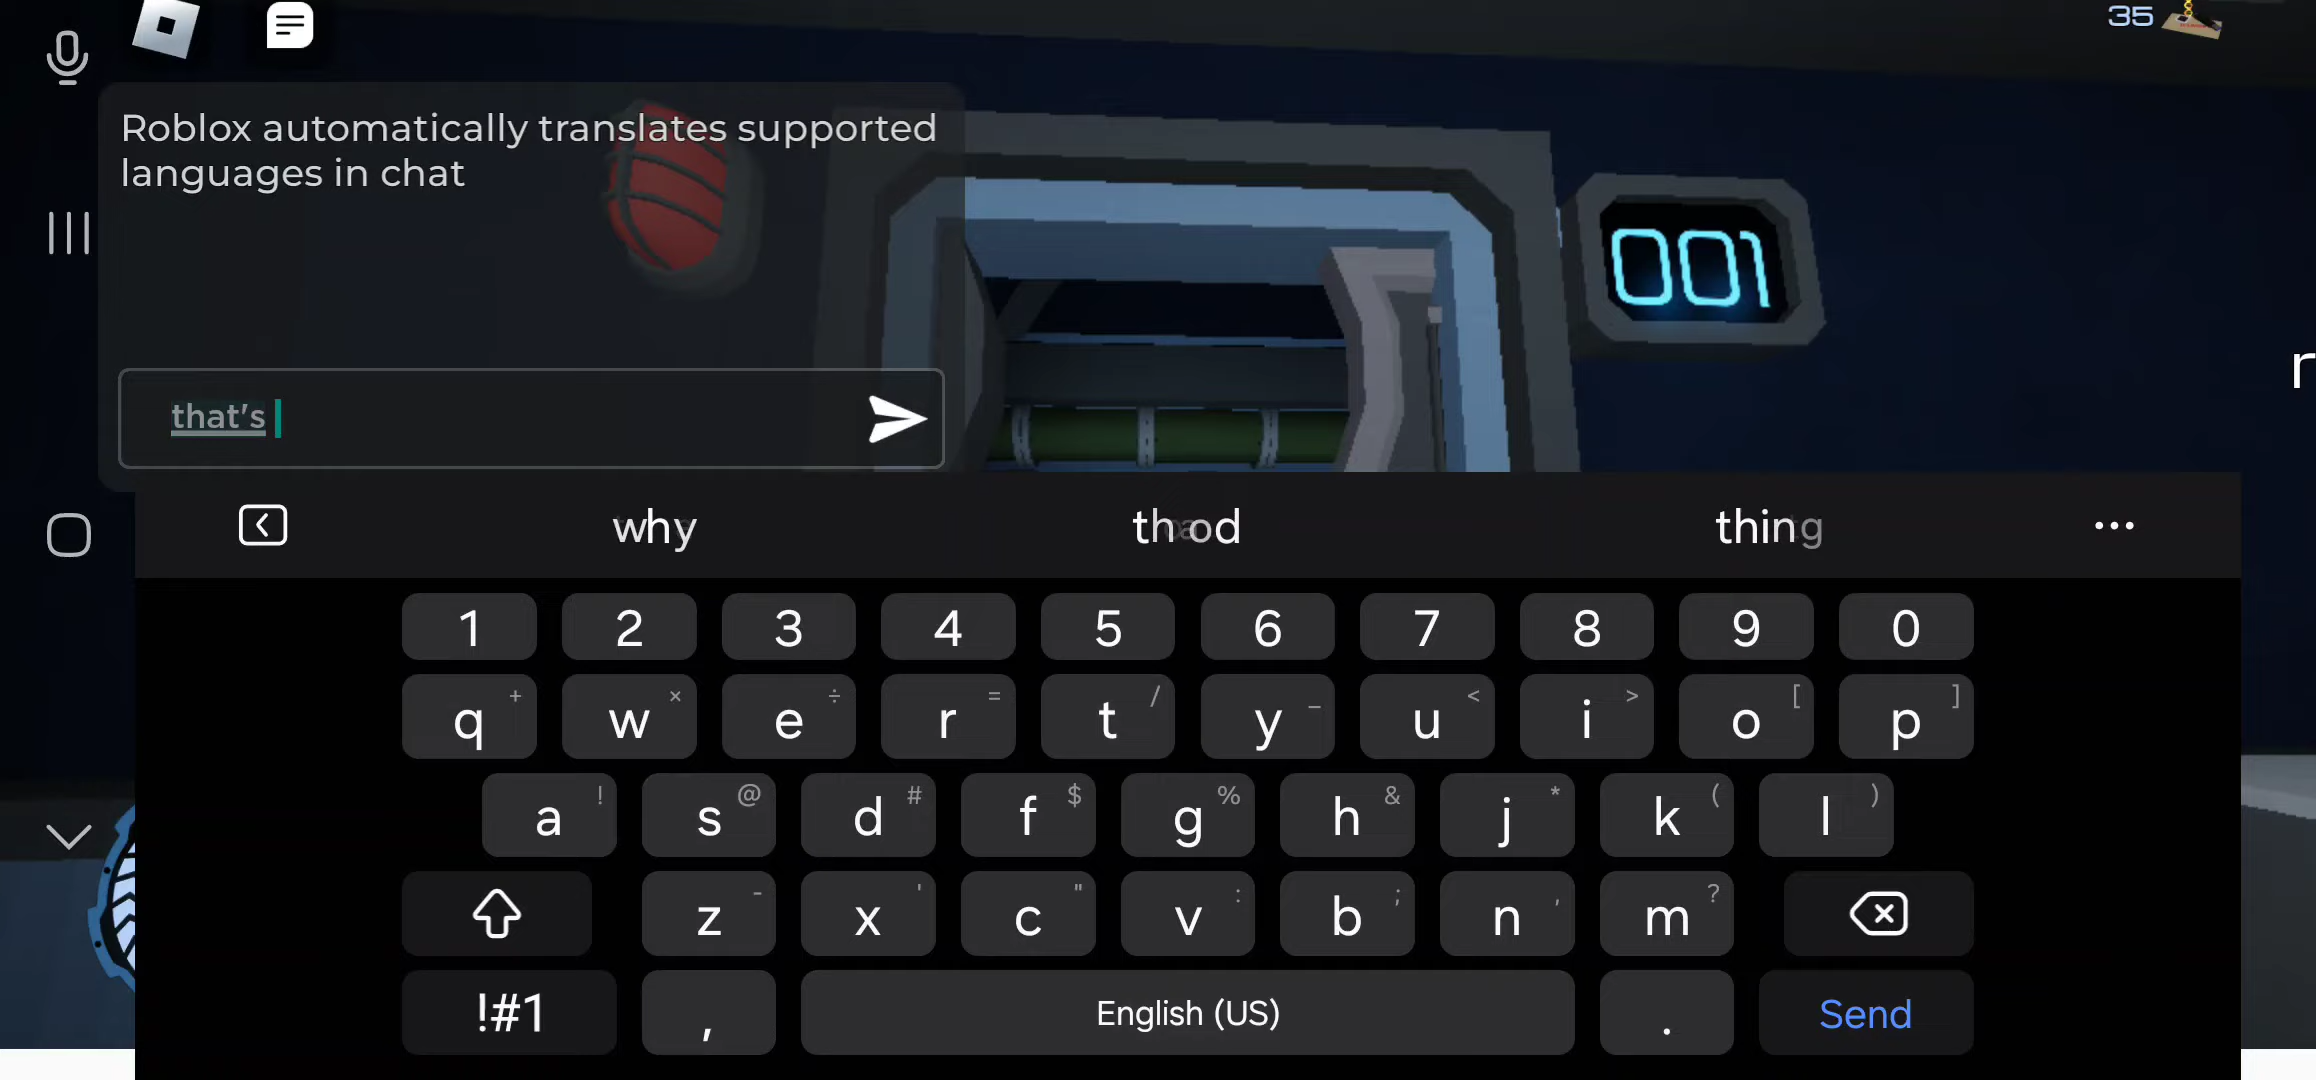 35
Roblox automatically translates supported
languages in chat
001
that's
r
why
thing
1 2 3 4 5 6 7 8 9 0
q + w × e ÷ r = t / y _ u < i > o [ p ]
a ! s @ d # f $ g % h & j * k ( l )
z - x ' c " v : b ; n , m ?
!#1 , English (US) . Send